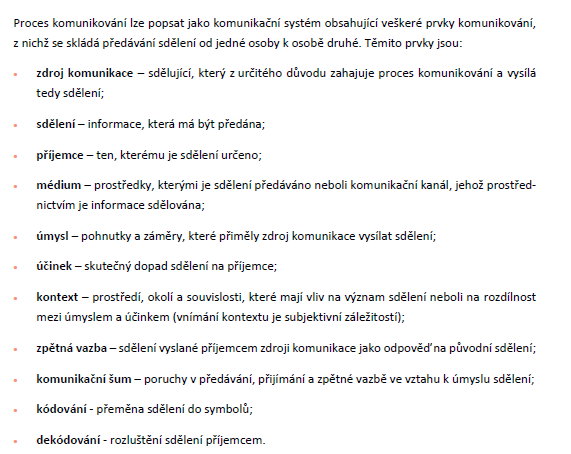 Proces komunikování lze popsat jako komunikační systém obsahující veškeré prvky komunikování,
z nichž se skládá předávání sdělení od jedné osoby k osobě druhé. Těmito prvky jsou:
• zdroj komunikace – sdělující, který z určitého důvodu zahajuje proces komunikování a vysílá
tedy sdělení;
• sdělení – informace, která má být předána;
• příjemce – ten, kterému je sdělení určeno;
• médium – prostředky, kterými je sdělení předáváno neboli komunikační kanál, jehož prostřed-
nictvím je informace sdělována;
• úmysl – pohnutky a záměry, které přiměly zdroj komunikace vysílat sdělení;
• účinek – skutečný dopad sdělení na příjemce;
• kontext – prostředí, okolí a souvislosti, které mají vliv na význam sdělení neboli na rozdílnost
mezi úmyslem a účinkem (vnímání kontextu je subjektivní záležitostí);
• zpětná vazba – sdělení vyslané příjemcem zdroji komunikace jako odpověď na původní sdělení;
• komunikační šum – poruchy v předávání, přijímání a zpětné vazbě ve vztahu k úmyslu sdělení;
• kódování - přeměna sdělení do symbolů;
• dekódování - rozluštění sdělení příjemcem.